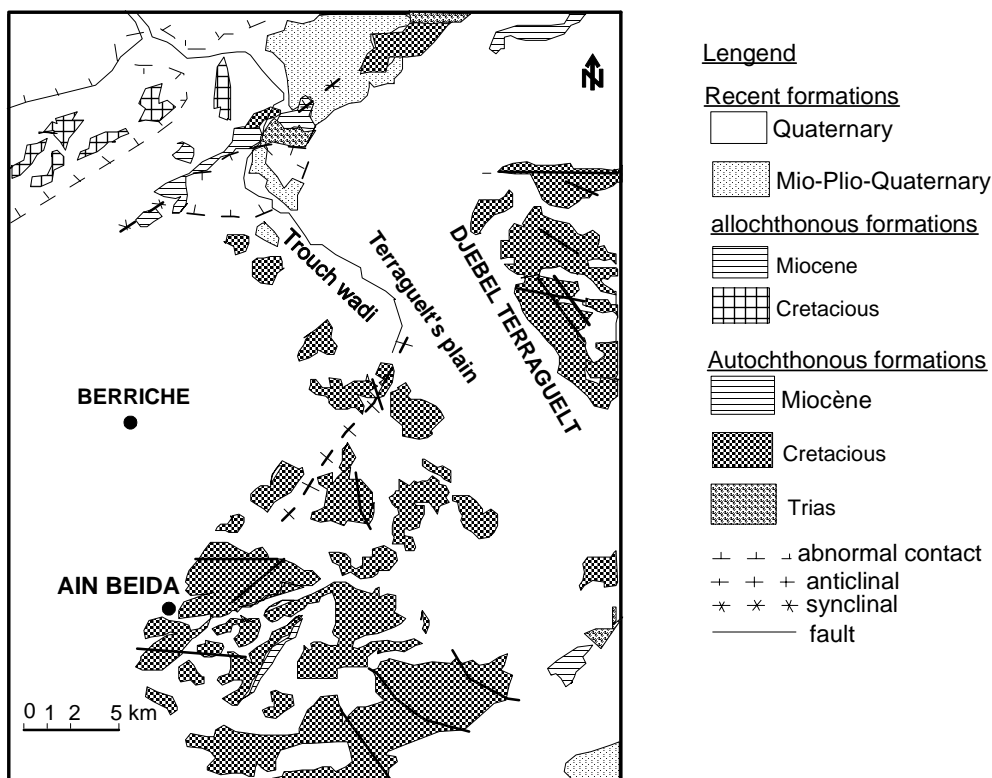 N
Trouch wadi
Terraguelt's plain
DJEBEL TERRAGUELT
BERRICHE
AIN BEIDA
0 1 2 5 km
Lengend
Recent formations
Quaternary
Mio-Plio-Quaternary
allochthonous formations
Miocene
Cretacious
Autochthonous formations
Miocène
Cretacious
Trias
abnormal contact
anticlinal
synclinal
fault